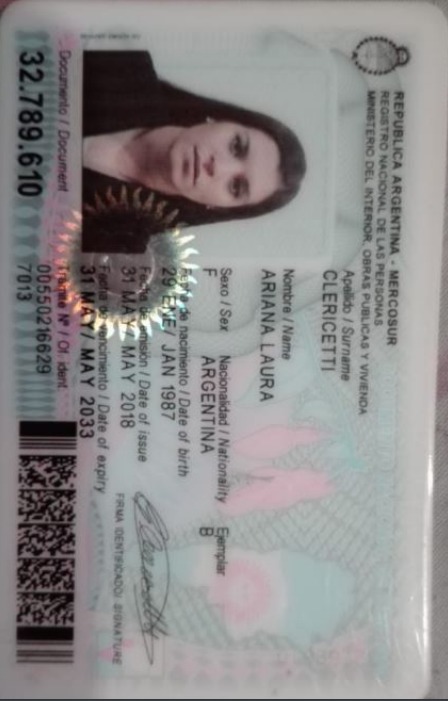 REPUBLICA ARGENTINA - MERCOSUR
REGISTRO NACIONAL DE LAS PERSONAS
MINISTERIO DEL INTERIOR, OBRAS PUBLICAS Y VIVIENDA
Apellido / Surname
CLERICETTI
Nombre / Name
ARIANA LAURA
Sexo / Sex Nacionalidad / Nationality Ejemplar
F ARGENTINA B
Fecha de nacimiento / Date of birth
29 ENE/ JAN 1987
Fecha de emisión / Date of issue
31 MAY/ MAY 2018
Fecha de vencimiento / Date of expiry
31 MAY/ MAY 2033
FIRMA IDENTIFICADO/ SIGNATURE
Trámite Nº / Of. ident
00550216629
7013
Documento / Document
32.789.610